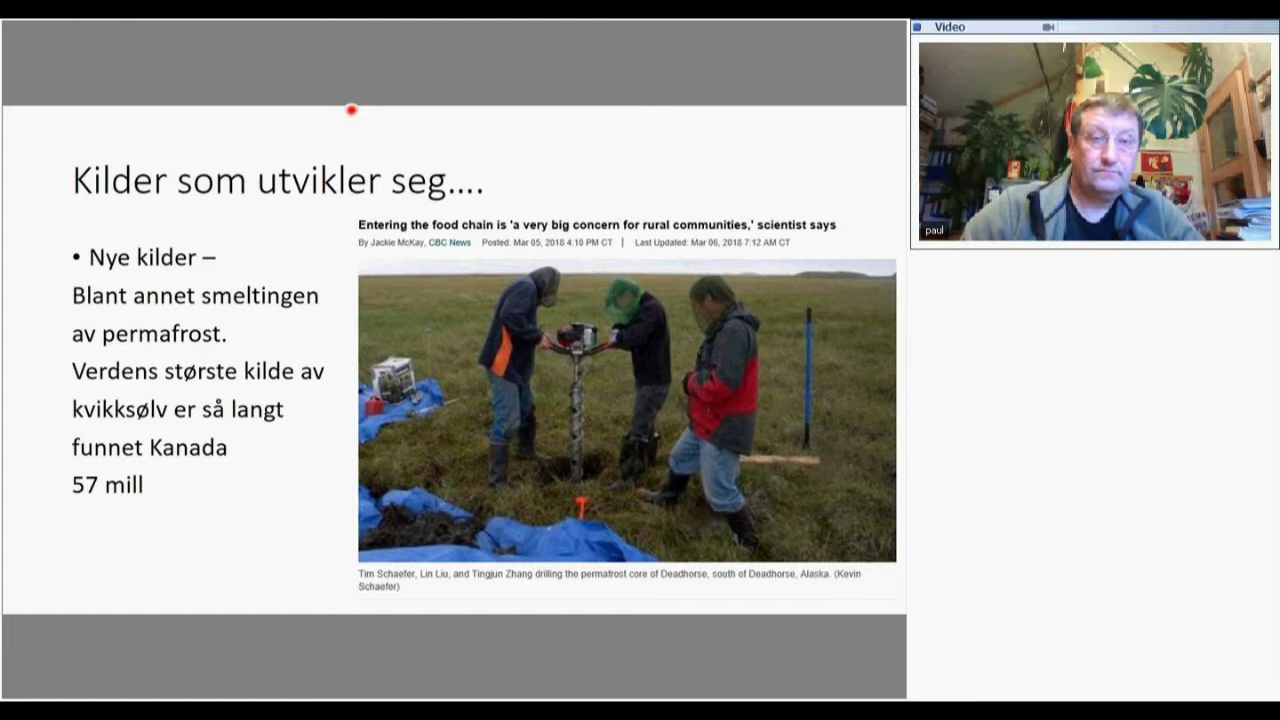 Video
paul
Kilder som utvikler seg….
• Nye kilder –
Blant annet smeltingen
av permafrost.
Verdens største kilde av
kvikksølv er så langt
funnet Kanada
57 mill
Entering the food chain is 'a very big concern for rural communities,' scientist says
By Jackie McKay, CBC News Posted: Mar 05, 2018 4:10 PM CT | Last Updated: Mar 06, 2018 7:12 AM CT
Tim Schaefer, Lin Liu, and Tingjun Zhang drilling the permafrost core of Deadhorse, south of Deadhorse, Alaska. (Kevin
Schaefer)